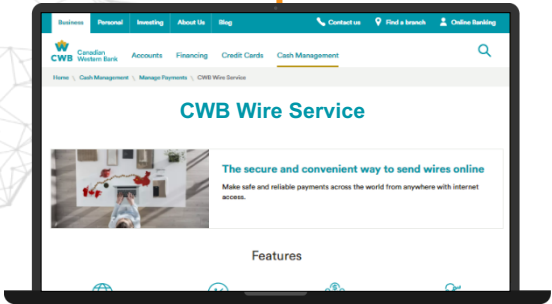 Business Personal Investing About Us Blog Contact us Find a branch Online Banking
CWB Canadian Western Bank
Accounts Financing Credit Cards Cash Management
Home \ Cash Management \ Manage Payments \ CWB Wire Service
CWB Wire Service
The secure and convenient way to send wires online
Make safe and reliable payments across the world from anywhere with internet
access.
Features